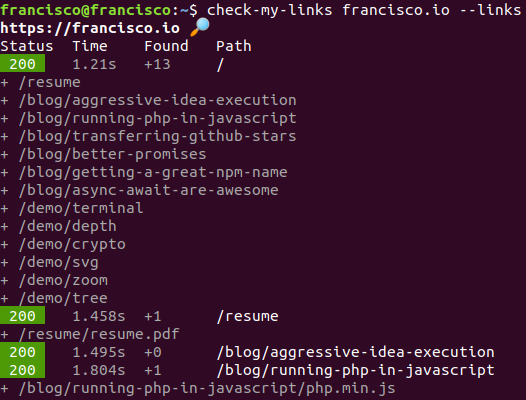 francisco@francisco:~$ check-my-links francisco.io --links
https://francisco.io 🔎
Status Time Found Path
200 1.21s +13 /
+ /resume
+ /blog/aggressive-idea-execution
+ /blog/running-php-in-javascript
+ /blog/transferring-github-stars
+ /blog/better-promises
+ /blog/getting-a-great-npm-name
+ /blog/async-await-are-awesome
+ /demo/terminal
+ /demo/depth
+ /demo/crypto
+ /demo/svg
+ /demo/zoom
+ /demo/tree
200 1.458s +1 /resume
+ /resume/resume.pdf
200 1.495s +0 /blog/aggressive-idea-execution
200 1.804s +1 /blog/running-php-in-javascript
+ /blog/running-php-in-javascript/php.min.js